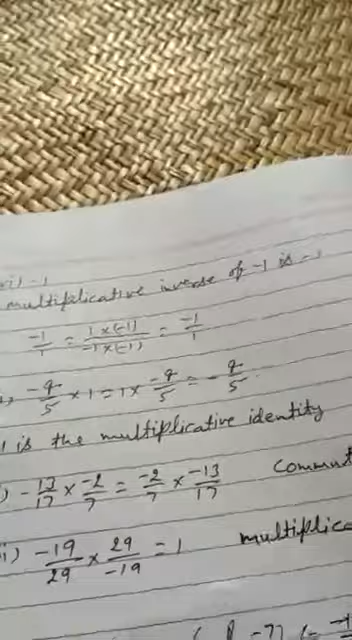 vi) -1
multiplicative inverse of -1 is -1
-1/1 = 1×(-1)/-1×(-1) = -1/1
i) -4/5 × 1 = 1 × -4/5 = -4/5.
1 is the multiplicative identity
i) -13/17 × -2/7 = -2/7 × -13/17 Commut
ii) -19/29 × 29/-19 = 1 multiplica